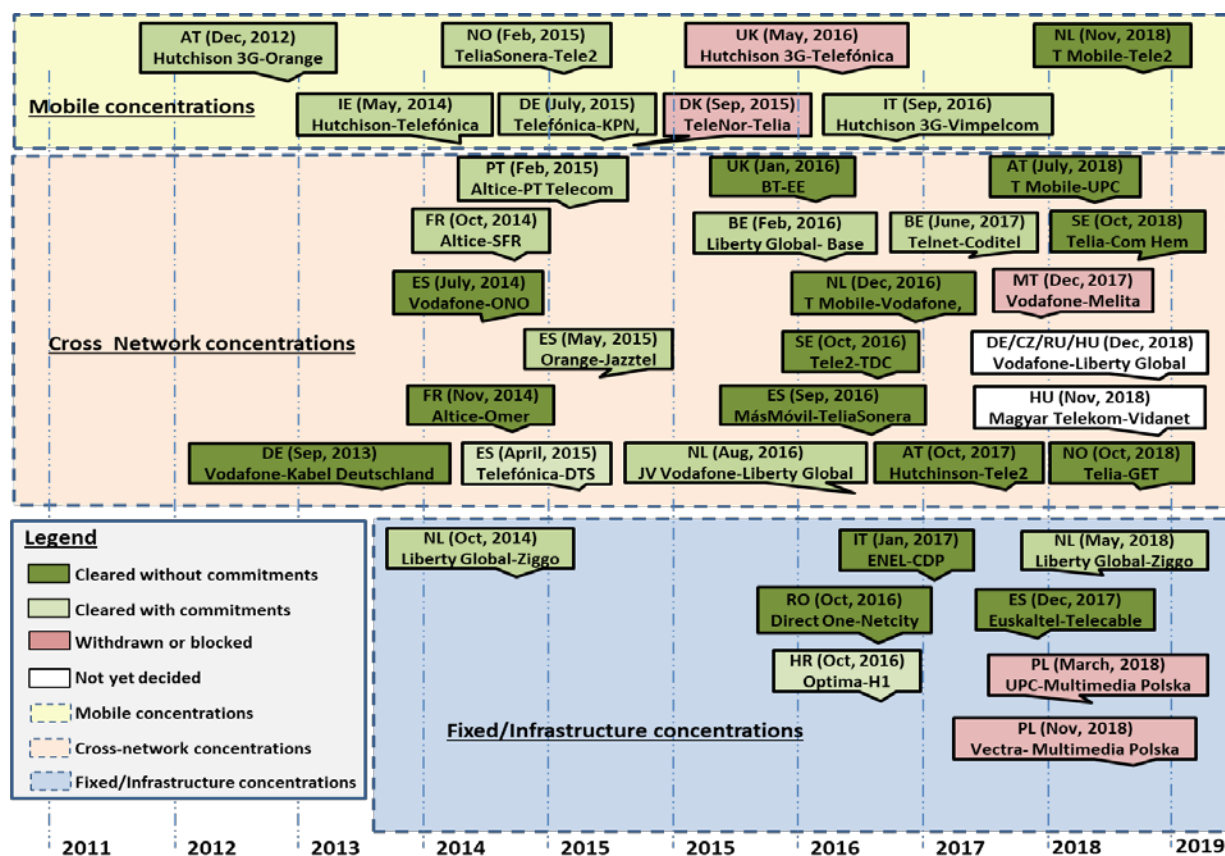 AT (Dec, 2012)
Hutchison 3G-Orange
NO (Feb, 2015)
TeliaSonera-Tele2
UK (May, 2016)
Hutchison 3G-Telefónica
NL (Nov, 2018)
T Mobile-Tele2
Mobile concentrations
IE (May, 2014)
Hutchison-Telefónica
DE (July, 2015)
Telefónica-KPN,
DK (Sep, 2015)
TeleNor-Telia
IT (Sep, 2016)
Hutchison 3G-Vimpelcom
PT (Feb, 2015)
Altice-PT Telecom
UK (Jan, 2016)
BT-EE
AT (July, 2018)
T Mobile-UPC
FR (Oct, 2014)
Altice-SFR
BE (Feb, 2016)
Liberty Global- Base
BE (June, 2017)
Telnet-Coditel
SE (Oct, 2018)
Telia-Com Hem
ES (July, 2014)
Vodafone-ONO
NL (Dec, 2016)
T Mobile-Vodafone,
MT (Dec, 2017)
Vodafone-Melita
Cross Network concentrations
ES (May, 2015)
Orange-Jazztel
SE (Oct, 2016)
Tele2-TDC
DE/CZ/RU/HU (Dec, 2018)
Vodafone-Liberty Global
FR (Nov, 2014)
Altice-Omer
ES (Sep, 2016)
MásMóvil-TeliaSonera
HU (Nov, 2018)
Magyar Telekom-Vidanet
DE (Sep, 2013)
Vodafone-Kabel Deutschland
ES (April, 2015)
Telefónica-DTS
NL (Aug, 2016)
JV Vodafone-Liberty Global
AT (Oct, 2017)
Hutchinson-Tele2
NO (Oct, 2018)
Telia-GET
Legend
Cleared without commitments
Cleared with commitments
Withdrawn or blocked
Not yet decided
Mobile concentrations
Cross-network concentrations
Fixed/Infrastructure concentrations
NL (Oct, 2014)
Liberty Global-Ziggo
IT (Jan, 2017)
ENEL-CDP
NL (May, 2018)
Liberty Global-Ziggo
RO (Oct, 2016)
Direct One-Netcity
ES (Dec, 2017)
Euskaltel-Telecable
HR (Oct, 2016)
Optima-H1
PL (March, 2018)
UPC-Multimedia Polska
Fixed/Infrastructure concentrations
PL (Nov, 2018)
Vectra- Multimedia Polska
2011 2012 2013 2014 2015 2015 2016 2017 2018 2019